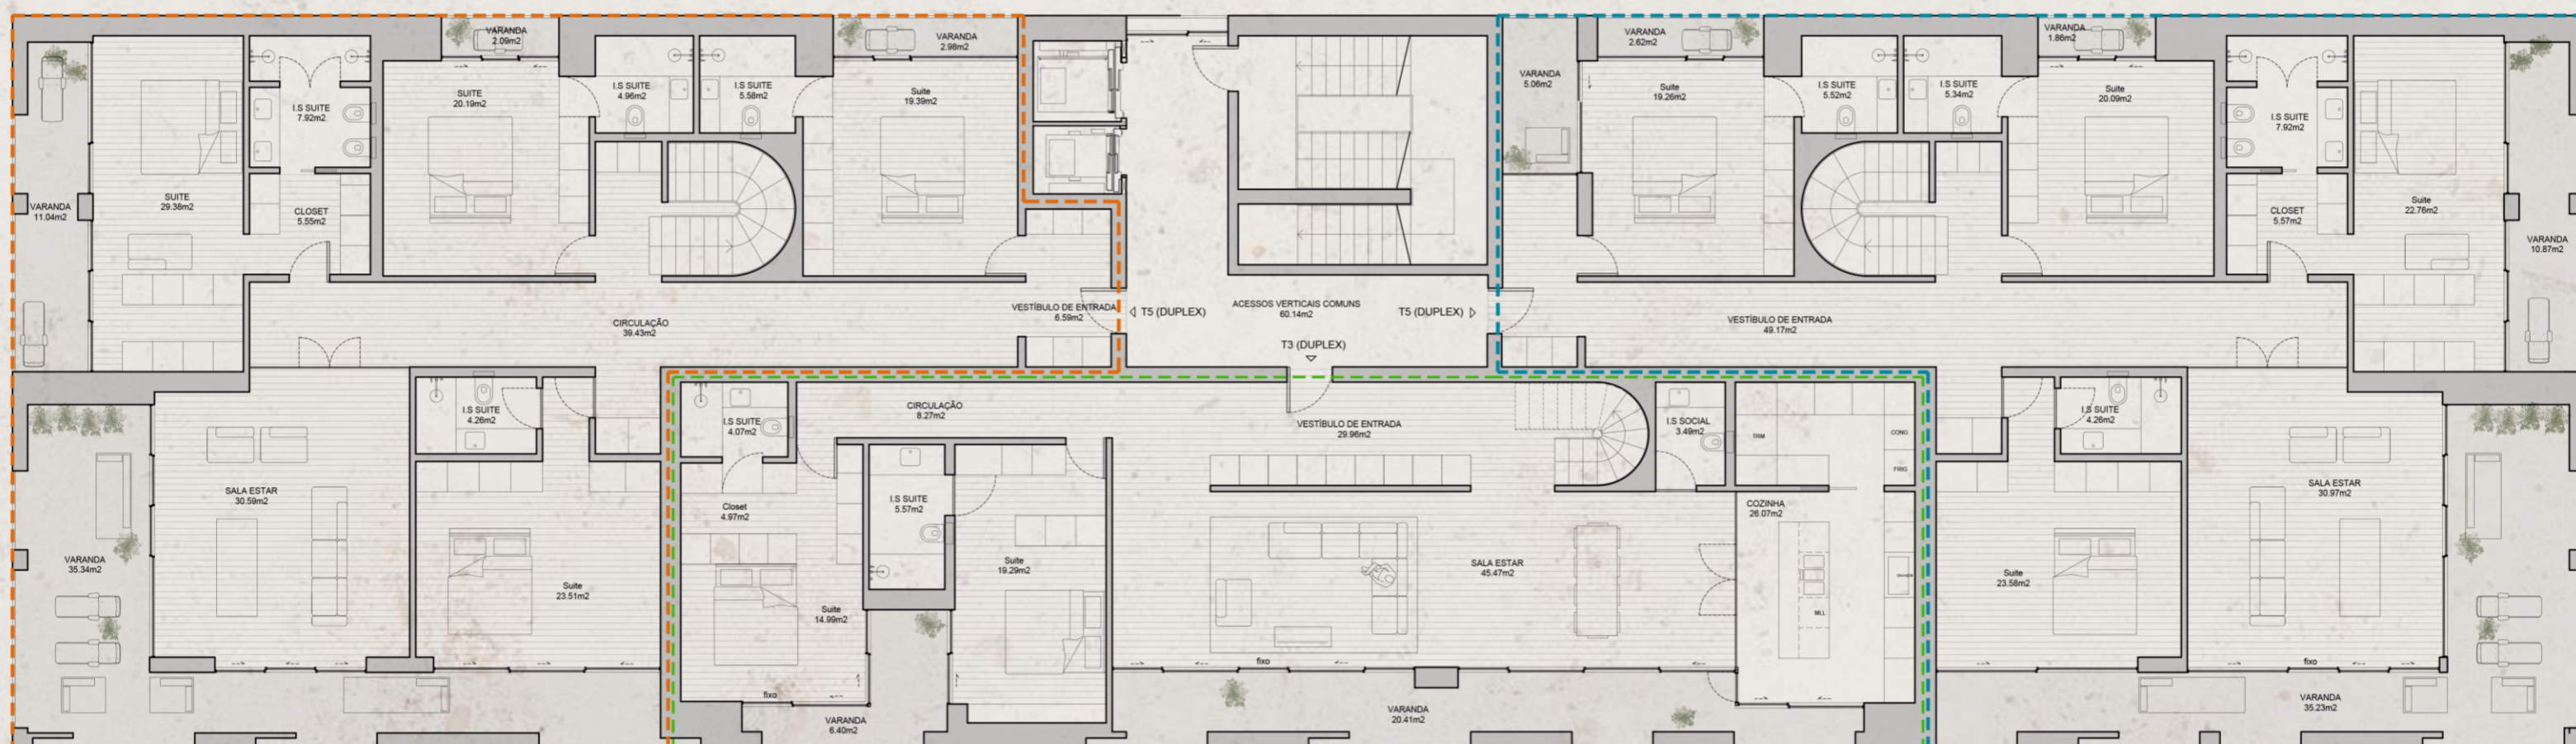 VARANDA
2.09m2
VARANDA
2.98m2
VARANDA
2.62m2
VARANDA
1.86m2
I.S SUITE
7.92m2
SUITE
20.19m2
I.S SUITE
4.96m2
I.S SUITE
5.58m2
Suite
19.39m2
VARANDA
5.06m2
Suite
19.26m2
I.S SUITE
5.52m2
I.S SUITE
5.34m2
Suite
20.09m2
I.S SUITE
7.92m2
VARANDA
11.04m2
SUITE
29.38m2
CLOSET
5.55m2
CLOSET
5.57m2
Suite
22.76m2
VARANDA
10.87m2
CIRCULAÇÃO
39.43m2
VESTÍBULO DE ENTRADA
6.59m2
T5 (DUPLEX)
ACESSOS VERTICAIS COMUNS
60.14m2
T5 (DUPLEX)
T3 (DUPLEX)
VESTÍBULO DE ENTRADA
49.17m2
I.S SUITE
4.26m2
I.S SUITE
4.07m2
CIRCULAÇÃO
8.27m2
VESTÍBULO DE ENTRADA
29.96m2
I.S SOCIAL
3.49m2
TRM
CONG
FRIG
I.S SUITE
4.26m2
SALA ESTAR
30.59m2
Closet
4.97m2
I.S SUITE
5.57m2
COZINHA
26.07m2
SALA ESTAR
30.97m2
VARANDA
35.34m2
Suite
23.51m2
Suite
14.99m2
Suite
19.29m2
SALA ESTAR
45.47m2
MLL
Suite
23.58m2
fixo
fixo
fixo
VARANDA
6.40m2
VARANDA
20.41m2
VARANDA
35.23m2